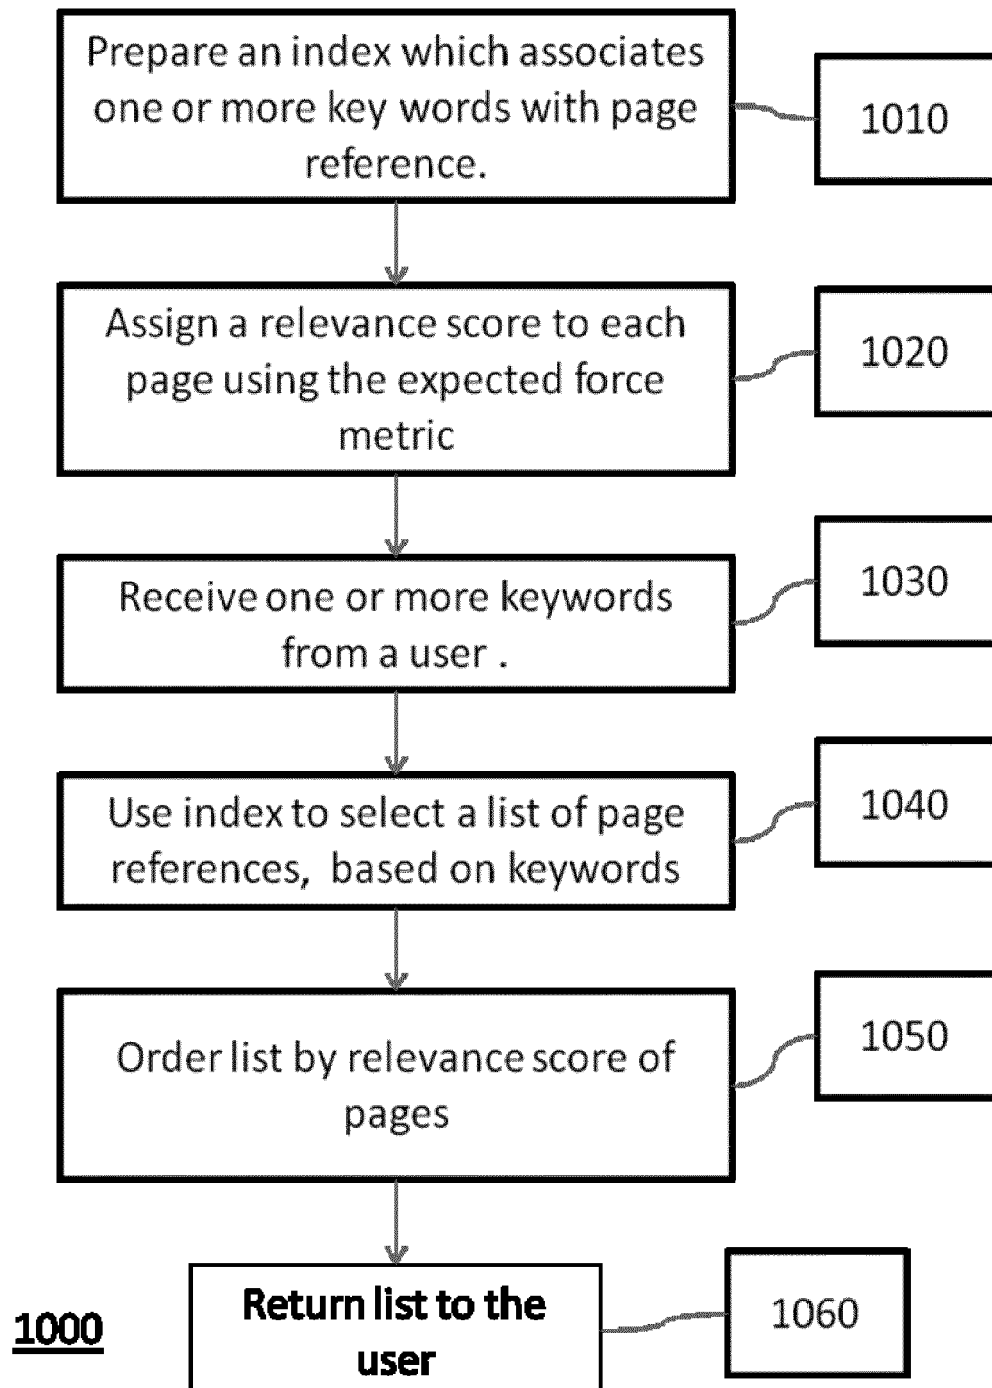 Prepare an index which associates
one or more key words with page
reference.
1010
Assign a relevance score to each
page using the expected force
metric
1020
Receive one or more keywords
from a user .
1030
Use index to select a list of page
references,  based on keywords
1040
Order list by relevance score of
pages
1050
Return list to the
user
1060
1000